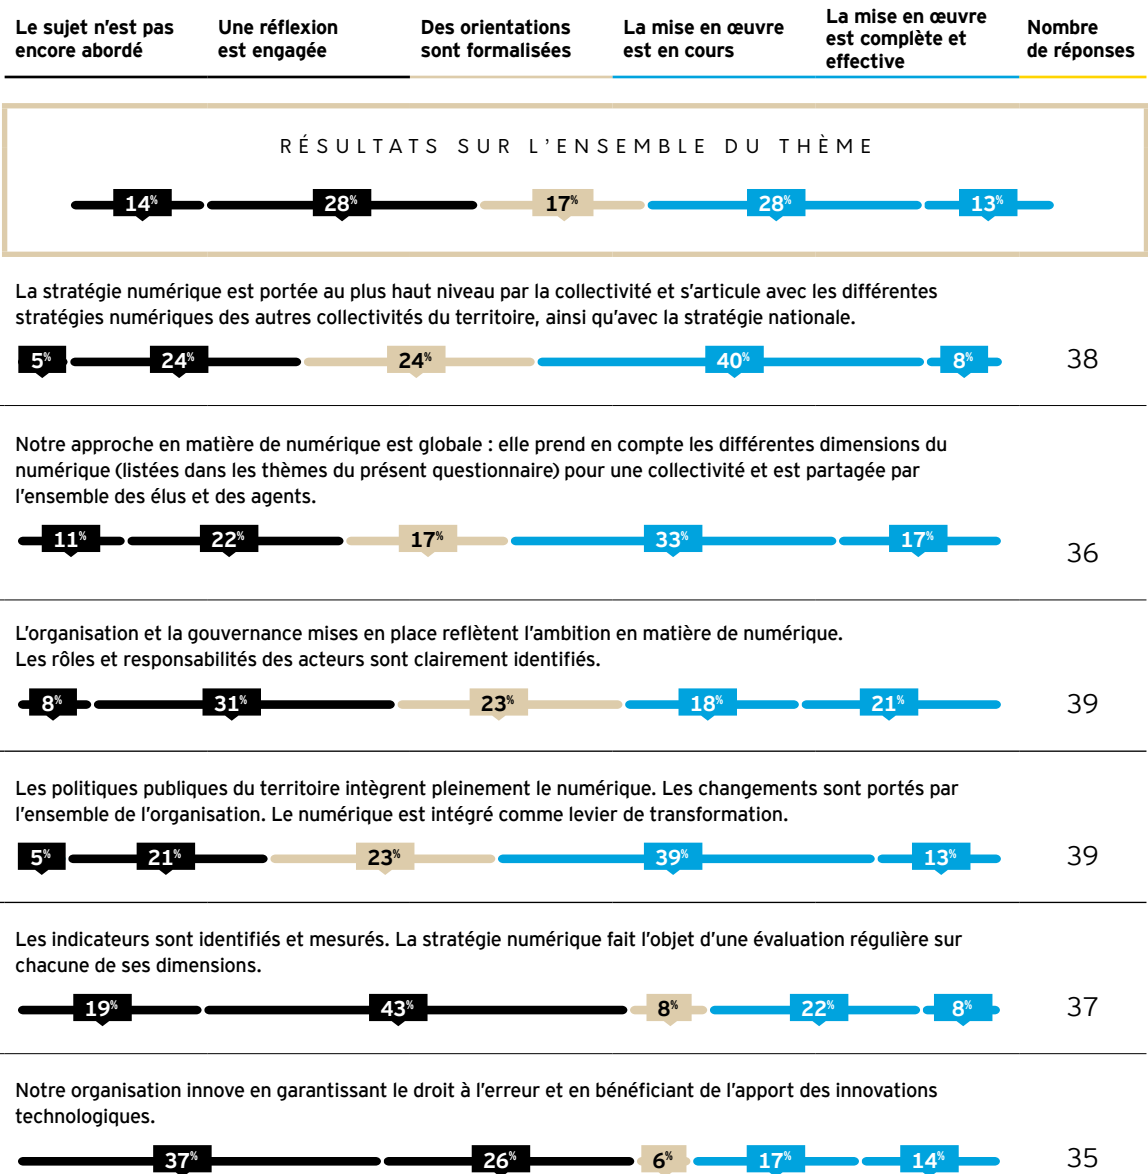 Le sujet n'est pas
encore abordé
Une réflexion
est engagée
Des orientations
sont formalisées
La mise en œuvre
est en cours
La mise en œuvre
est complète et
effective
Nombre
de réponses
RÉSULTATS SUR L'ENSEMBLE DU THÈME
14% 28% 17% 28% 13%
La stratégie numérique est portée au plus haut niveau par la collectivité et s'articule avec les différentes
stratégies numériques des autres collectivités du territoire, ainsi qu'avec la stratégie nationale.
5% 24% 24% 40% 8% 38
Notre approche en matière de numérique est globale : elle prend en compte les différentes dimensions du
numérique (listées dans les thèmes du présent questionnaire) pour une collectivité et est partagée par
l'ensemble des élus et des agents.
11% 22% 17% 33% 17% 36
L'organisation et la gouvernance mises en place reflètent l'ambition en matière de numérique.
Les rôles et responsabilités des acteurs sont clairement identifiés.
8% 31% 23% 18% 21% 39
Les politiques publiques du territoire intègrent pleinement le numérique. Les changements sont portés par
l'ensemble de l'organisation. Le numérique est intégré comme levier de transformation.
5% 21% 23% 39% 13% 39
Les indicateurs sont identifiés et mesurés. La stratégie numérique fait l'objet d'une évaluation régulière sur
chacune de ses dimensions.
19% 43% 8% 22% 8% 37
Notre organisation innove en garantissant le droit à l'erreur et en bénéficiant de l'apport des innovations
technologiques.
37% 26% 6% 17% 14% 35